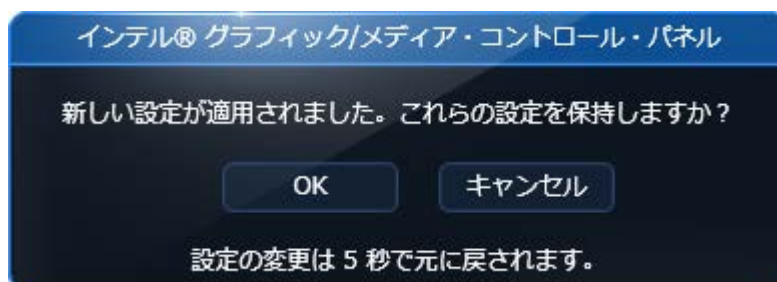 インテル® グラフィック/メディア・コントロール・パネル
新しい設定が適用されました。これらの設定を保持しますか？
OK キャンセル
設定の変更は 5 秒で元に戻されます。